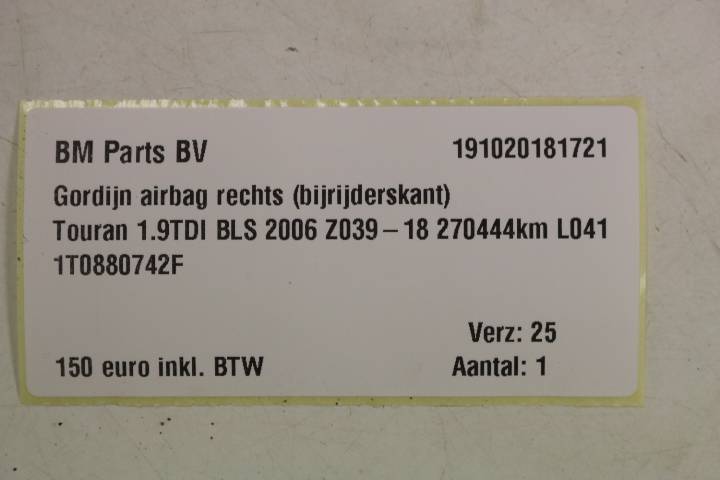 BM Parts BV 191020181721
Gordijn airbag rechts (bijrijderskant)
Touran 1.9TDI BLS 2006 Z039 – 18 270444km L041
1T0880742F
Verz: 25
150 euro inkl. BTW Aantal: 1